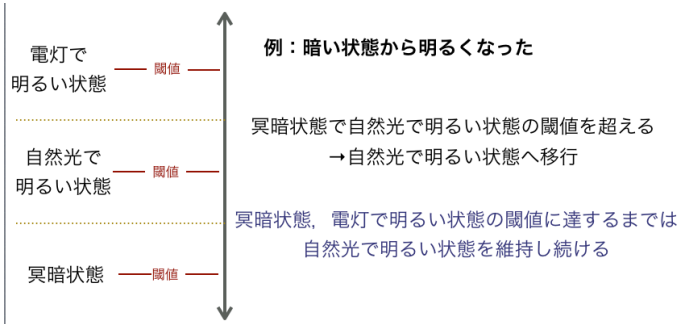 例：暗い状態から明るくなった
電灯で
明るい状態
閾値
冥暗状態で自然光で明るい状態の閾値を超える
→自然光で明るい状態へ移行
自然光で
明るい状態
閾値
冥暗状態，電灯で明るい状態の閾値に達するまでは
自然光で明るい状態を維持し続ける
冥暗状態
閾値